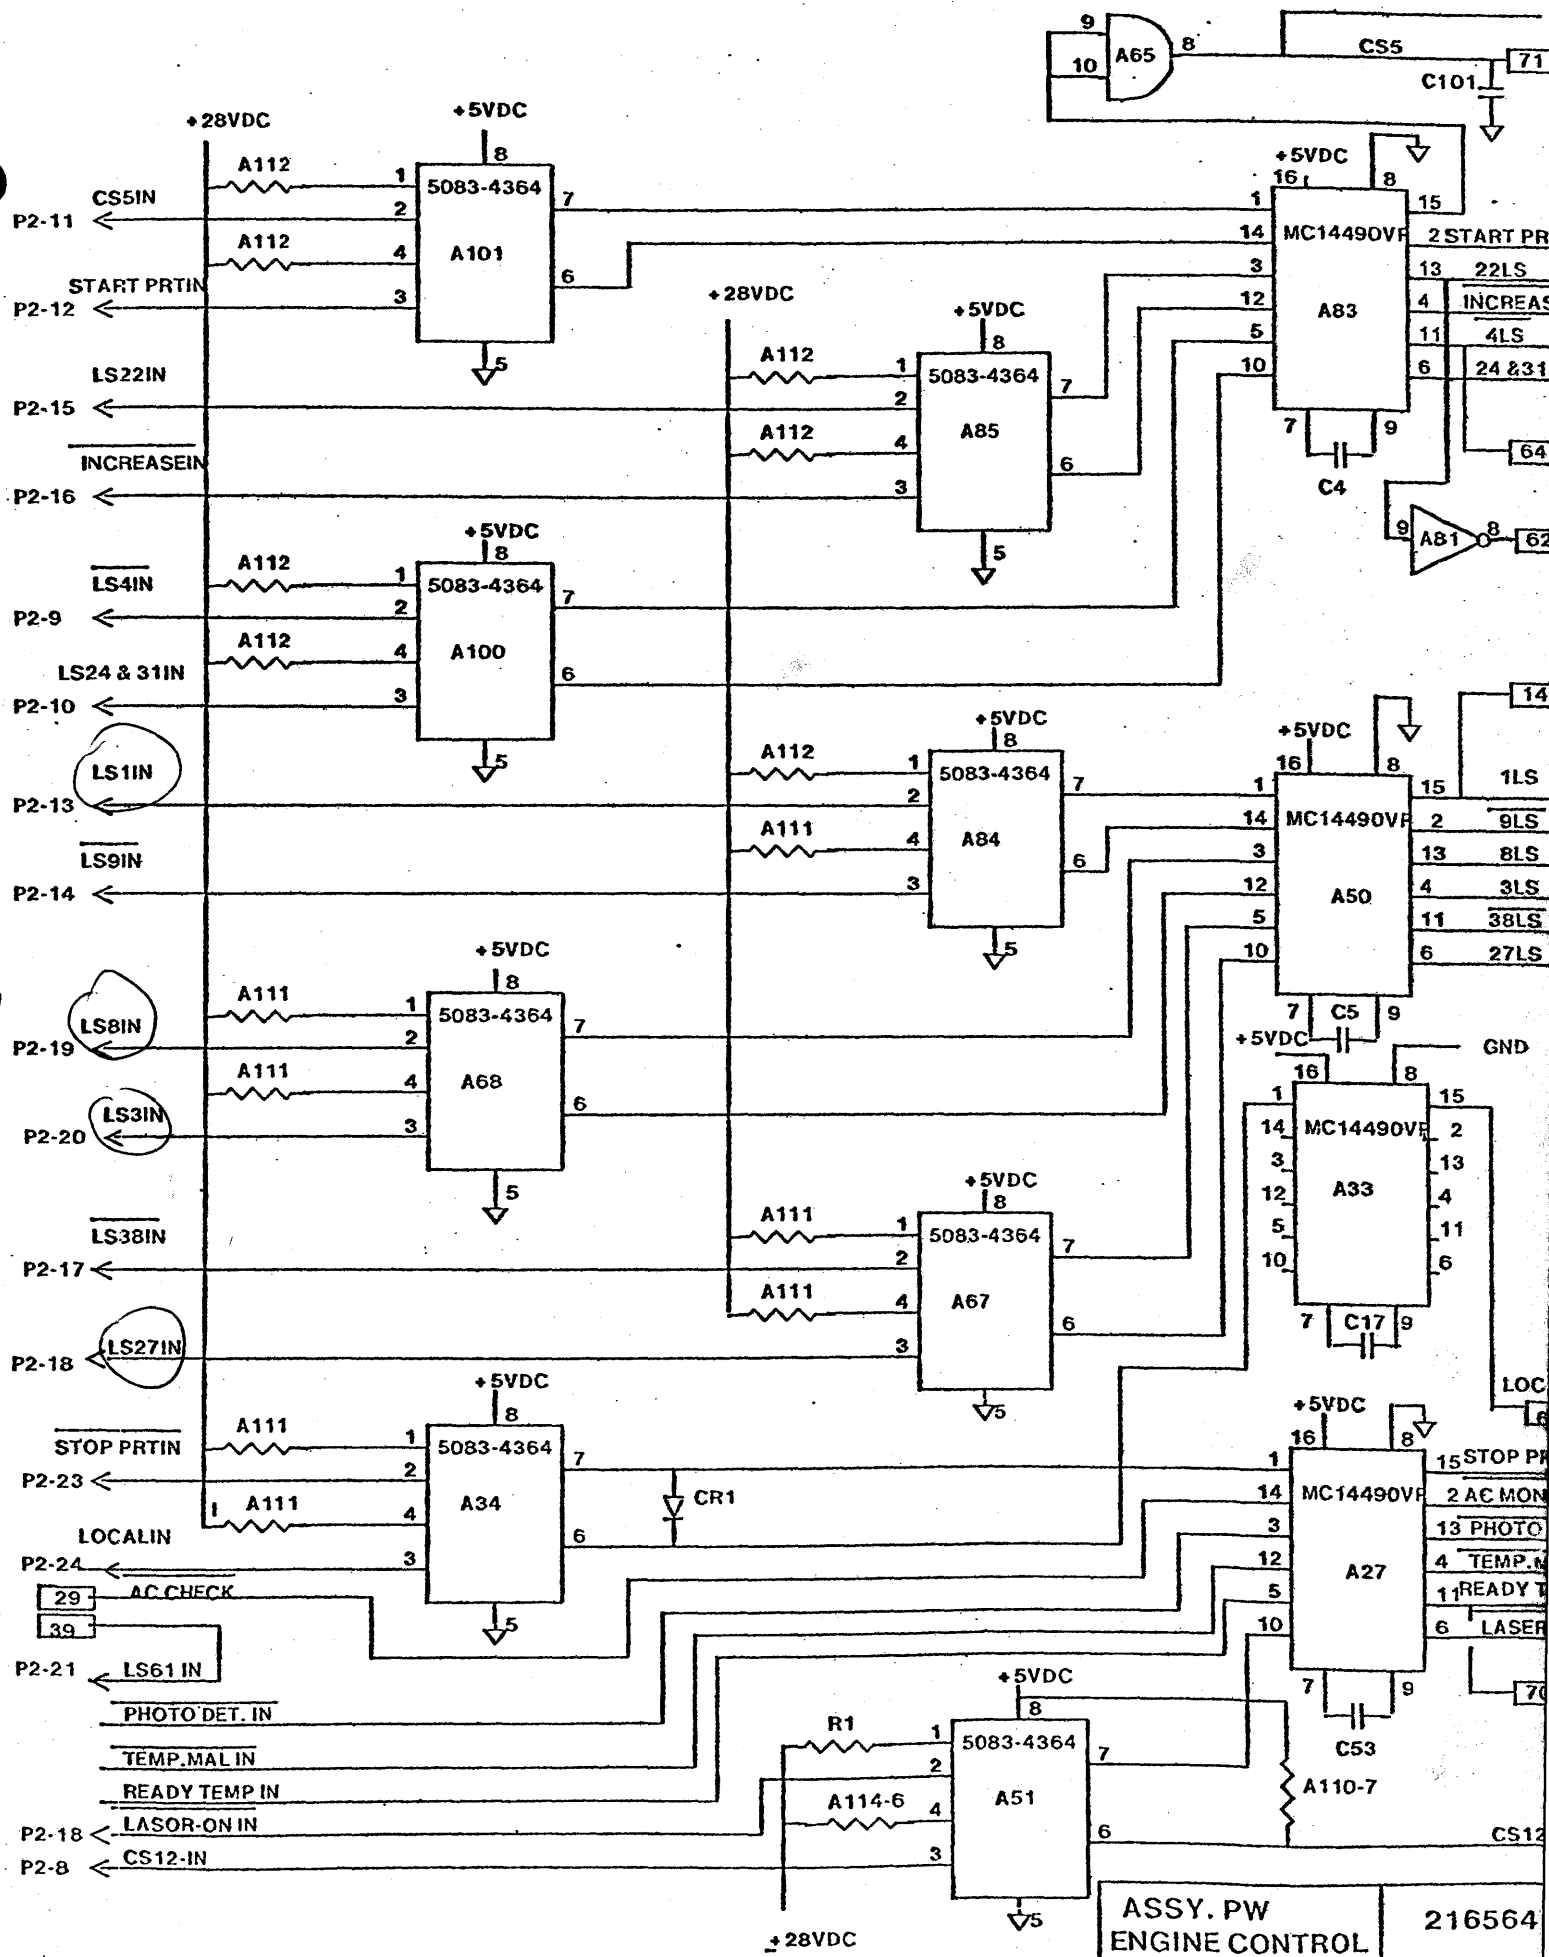 9
10
A65
8
CS5
71
C101
+28VDC
+5VDC
A112
1
8
5083-4364
7
CS5IN
P2-11
2
A112
4
A101
START PRTIN
6
P2-12
3
5
+5VDC
16
8
1
15
14
MC14490VP
2 START PR
3
13
22LS
12
A83
4
INCREAS
5
11
4LS
10
6
24 &31
7
9
C4
64
9
A81
8
62
+28VDC
+5VDC
LS22IN
A112
1
8
5083-4364
7
P2-15
2
A112
4
A85
INCREASEIN
6
P2-16
3
5
+5VDC
LS4IN
A112
1
8
5083-4364
7
P2-9
2
A112
4
A100
LS24 & 31IN
6
P2-10
3
5
LS1IN
P2-13
A112
+5VDC
8
1
5083-4364
7
2
A111
4
A84
LS9IN
6
P2-14
3
5
14
+5VDC
16
8
1
15
1LS
14
MC14490VP
2
9LS
3
13
8LS
12
A50
4
3LS
5
11
38LS
10
6
27LS
7
C5
9
+5VDC
LS8IN
A111
1
8
5083-4364
7
P2-19
2
A111
4
A68
LS3IN
6
P2-20
3
5
+5VDC
GND
16
8
1
15
14
MC14490VP
2
3
13
12
A33
4
5
11
10
6
7
C17
9
LOC
LS38IN
+5VDC
A111
1
8
5083-4364
7
P2-17
2
A111
4
A67
LS27IN
6
P2-18
3
5
+5VDC
STOP PRTIN
A111
1
8
5083-4364
7
P2-23
2
CR1
1
A111
4
A34
LOCALIN
6
P2-24
3
5
+5VDC
16
8
1
15 STOP PR
14
MC14490VP
2 AC MON
3
13 PHOTO
12
A27
4
TEMP.M
5
11 READY T
10
6
LASER
7
9
C53
70
29
AC.CHECK
39
P2-21
LS61 IN
PHOTO DET. IN
TEMP.MAL IN
READY TEMP IN
P2-18
LASOR-ON IN
P2-8
CS12-IN
+5VDC
R1
1
8
5083-4364
7
2
A114-6
4
A51
A110-7
6
CS12
3
5
+28VDC
ASSY. PW
ENGINE CONTROL
216564